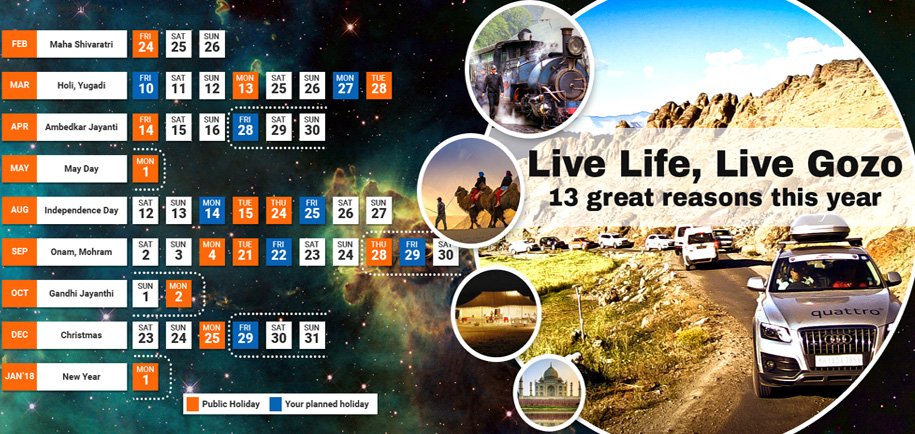 FEB Maha Shivaratri FRI 24 SAT 25 SUN 26
MAR Holi, Yugadi FRI 10 SAT 11 SUN 12 MON 13 SAT 25 SUN 26 MON 27 TUE 28
APR Ambedkar Jayanti FRI 14 SAT 15 SUN 16 FRI 28 SAT 29 SUN 30
MAY May Day MON 1
AUG Independence Day SAT 12 SUN 13 MON 14 TUE 15 THU 24 FRI 25 SAT 26 SUN 27
SEP Onam, Mohram SAT 2 SUN 3 MON 4 TUE 21 FRI 22 SAT 23 SUN 24 THU 28 FRI 29 SAT 30
OCT Gandhi Jayanthi SUN 1 MON 2
DEC Christmas SAT 23 SUN 24 MON 25 FRI 29 SAT 30 SUN 31
JAN'18 New Year MON 1
Public Holiday Your planned holiday
Live Life, Live Gozo
13 great reasons this year
quattro